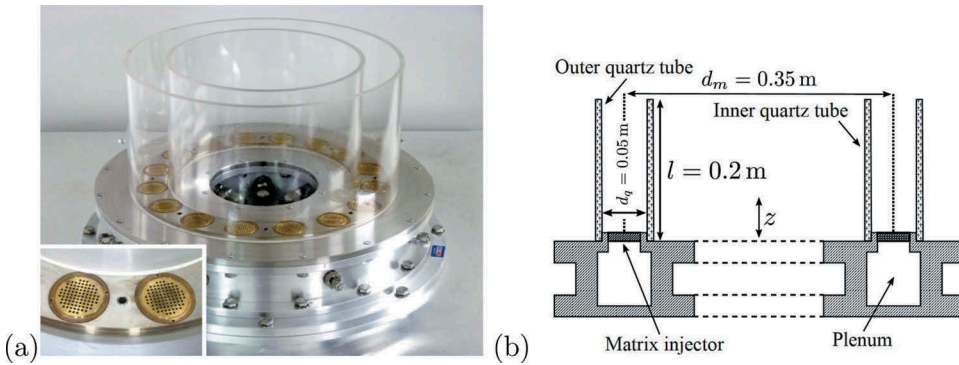 (a)
(b)
Outer quartz tube
d_m = 0.35 m
Inner quartz tube
d_q = 0.05 m
l = 0.2 m
z
Matrix injector
Plenum